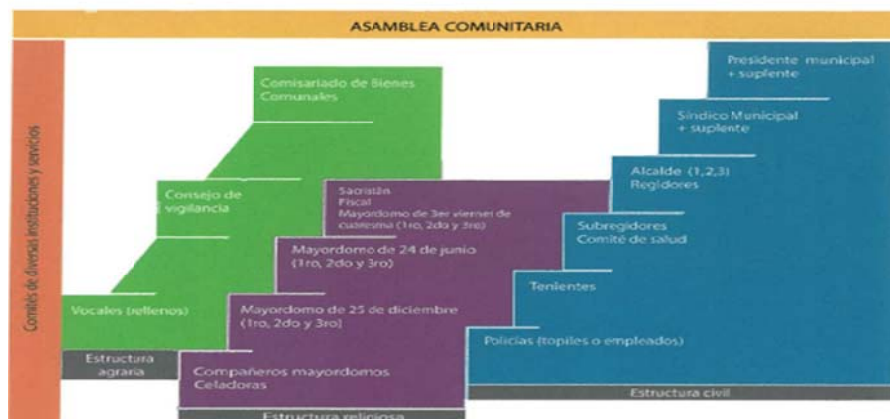 ASAMBLEA COMUNITARIA
Comités de diversas instituciones y servicios
Comisariado de Bienes
Comunales
Consejo de
vigilancia
Vocales (rellenos)
Estructura
agraria
Sacristán
Fiscal
Mayordomo de 3er viernes de
cuaresma (1ro, 2do y 3ro)
Mayordomo de 24 de junio
(1ro, 2do y 3ro)
Mayordomo de 25 de diciembre
(1ro, 2do y 3ro)
Compañeros mayordomos
Celadoras
Estructura religiosa
Presidente municipal
+ suplente
Síndico Municipal
+ suplente
Alcalde (1,2,3)
Regidores
Subregidores
Comité de salud
Tenientes
Policías (topiles o empleados)
Estructura civil